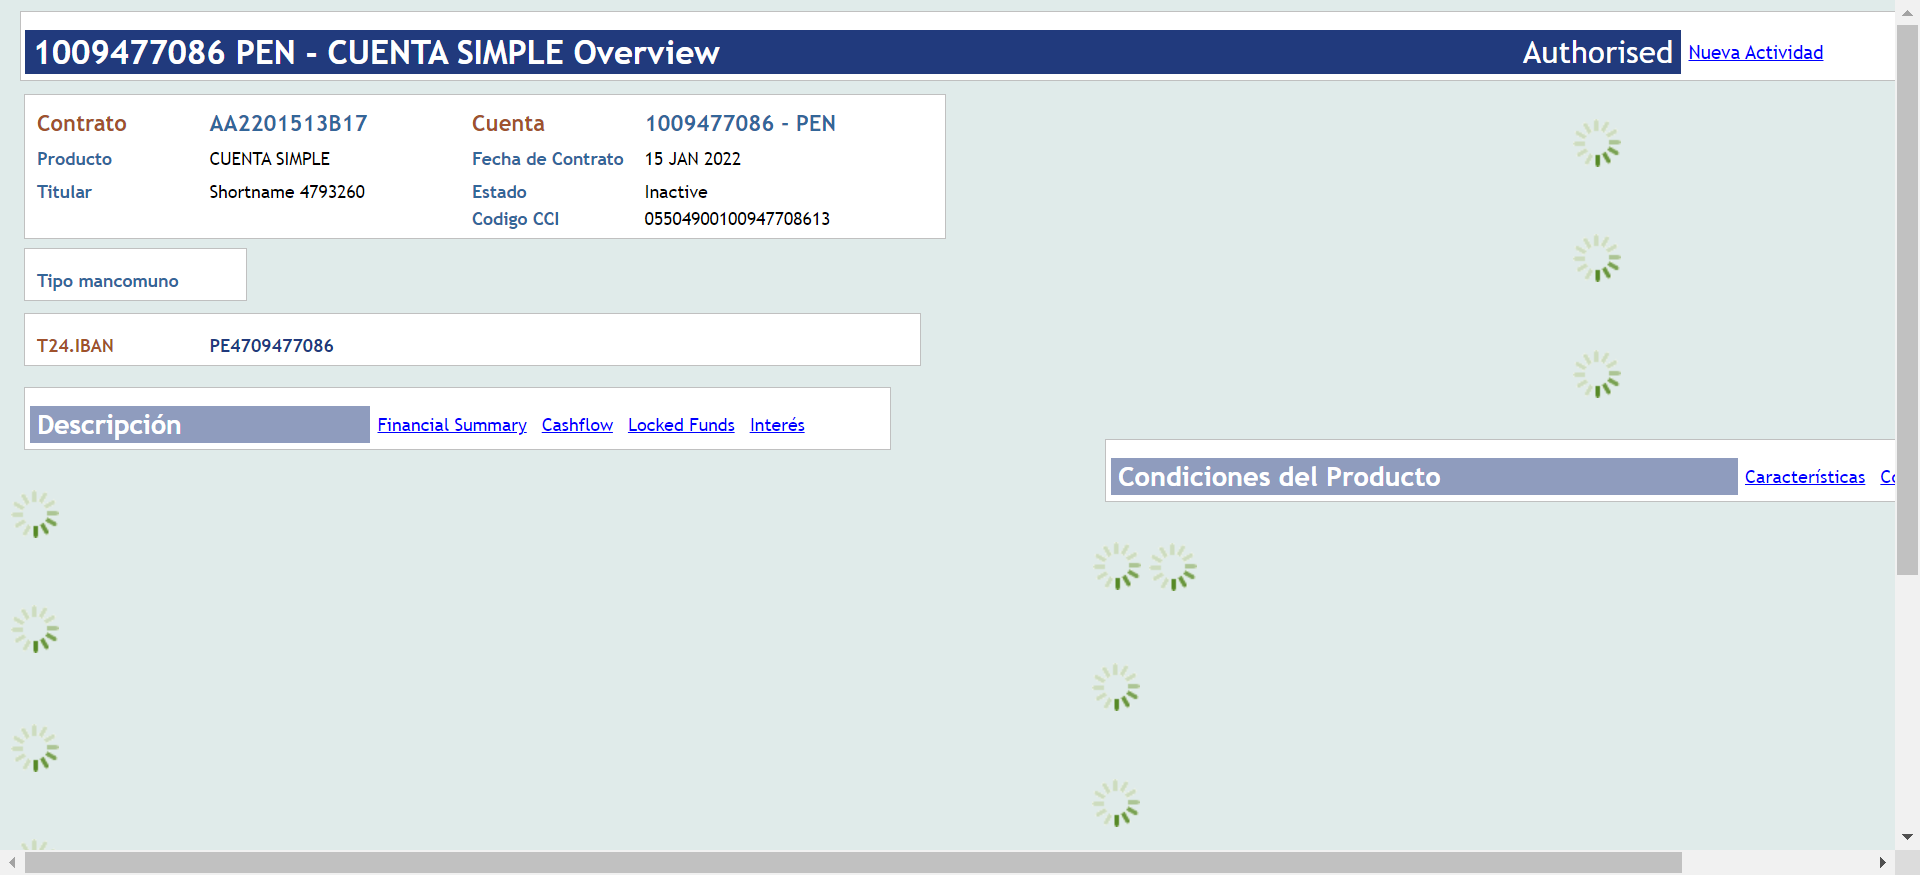 1009477086 PEN - CUENTA SIMPLE Overview Authorised Nueva Actividad
Contrato AA2201513B17 Cuenta 1009477086 - PEN
Producto CUENTA SIMPLE Fecha de Contrato 15 JAN 2022
Titular Shortname 4793260 Estado Inactive
Codigo CCI 05504900100947708613
Tipo mancomuno
T24.IBAN PE4709477086
Descripción Financial Summary Cashflow Locked Funds Interés
Condiciones del Producto Características